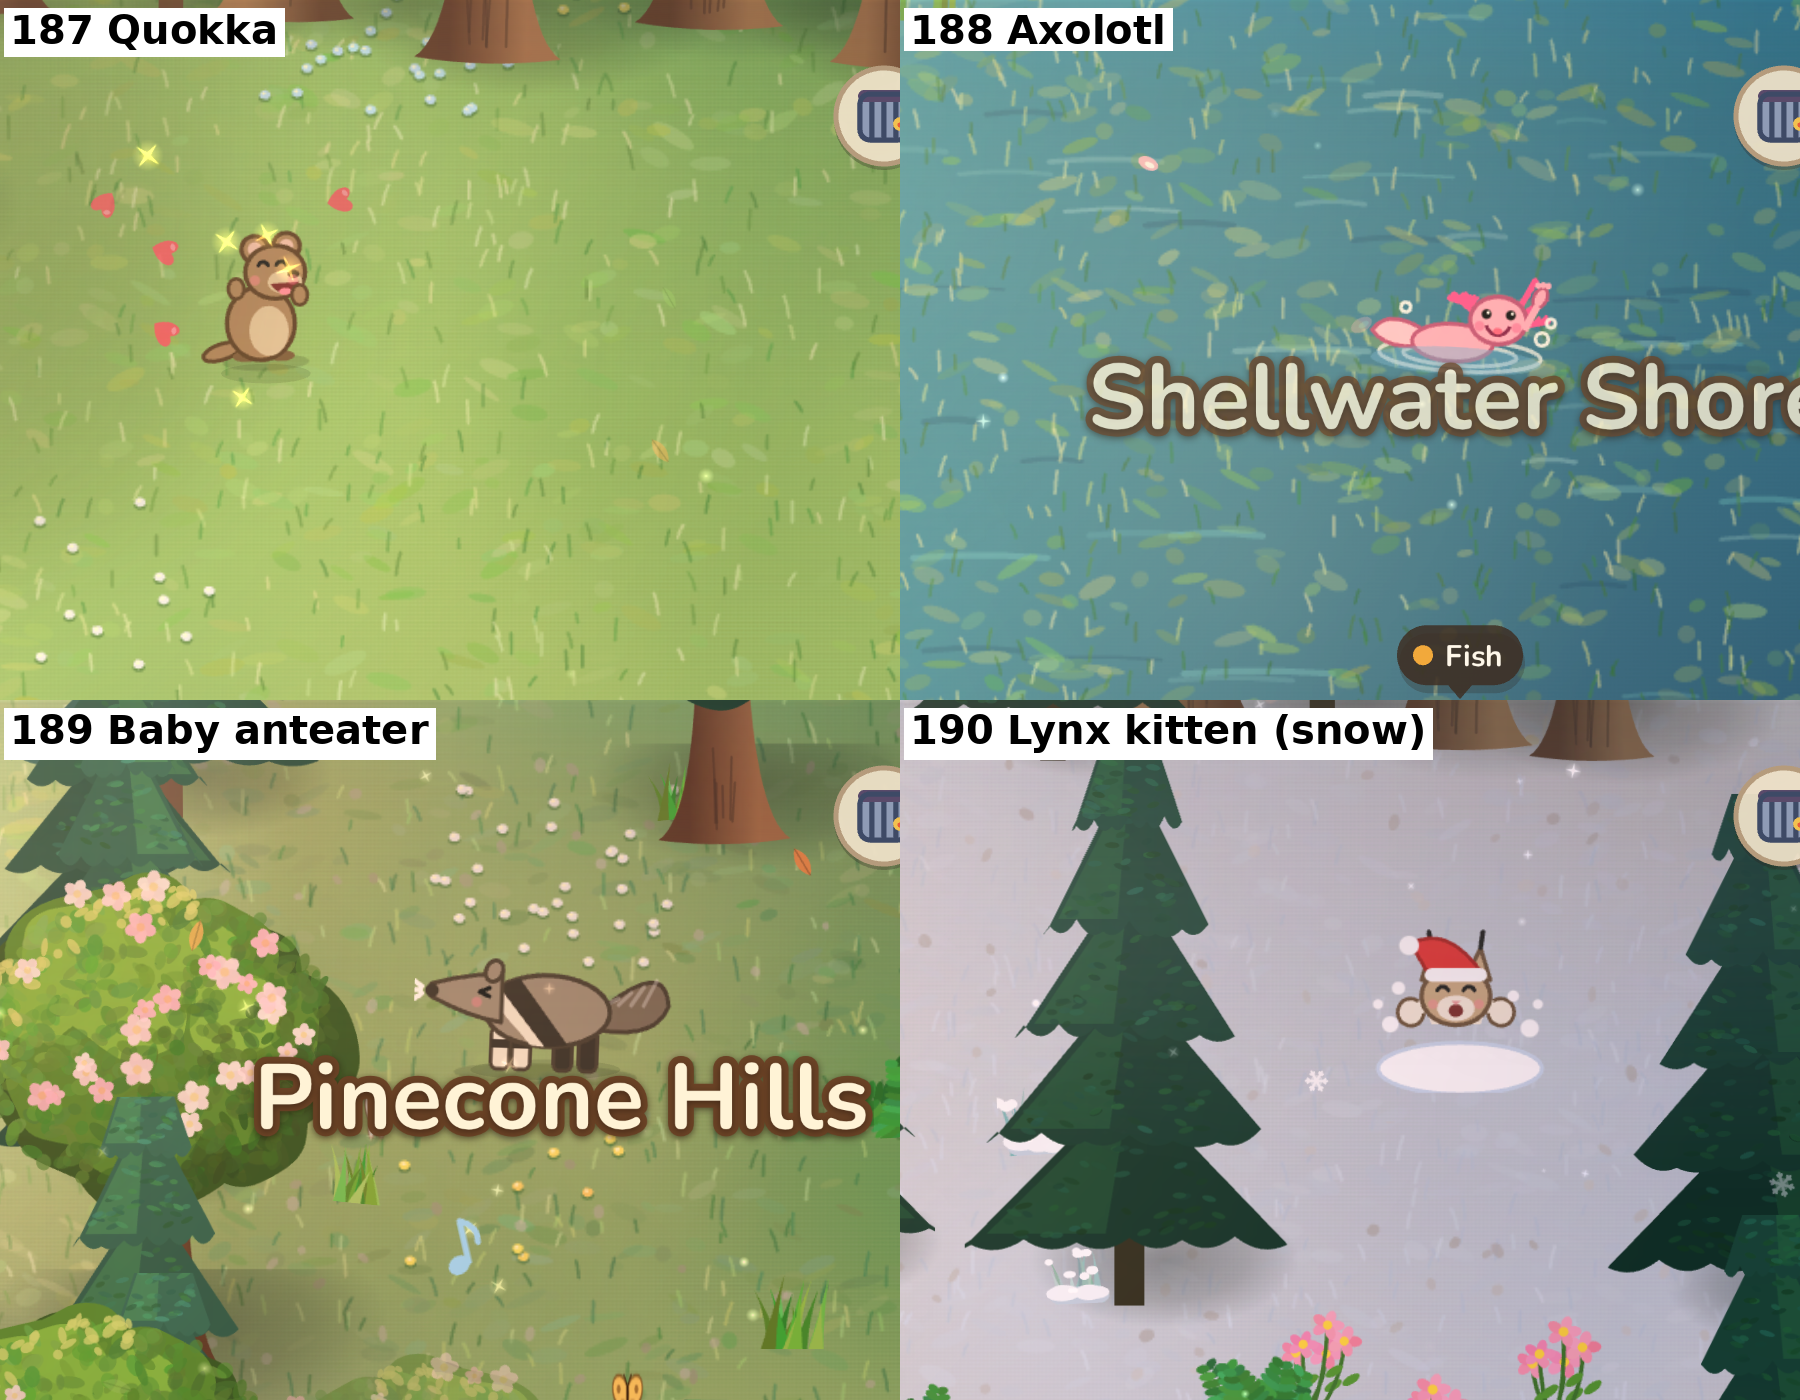 187 Quokka
188 Axolotl
Shellwater Shore
Fish
189 Baby anteater
Pinecone Hills
190 Lynx kitten (snow)